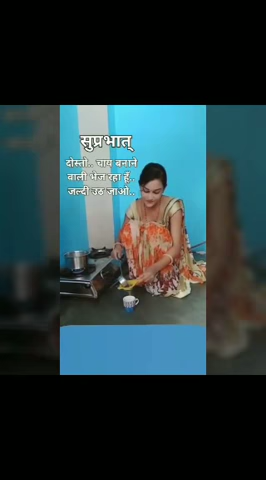 सुप्रभात्
दोस्तो.. चाय बनाने
वाली भेज रहा हूँ..
जल्दी उठ जाओ..